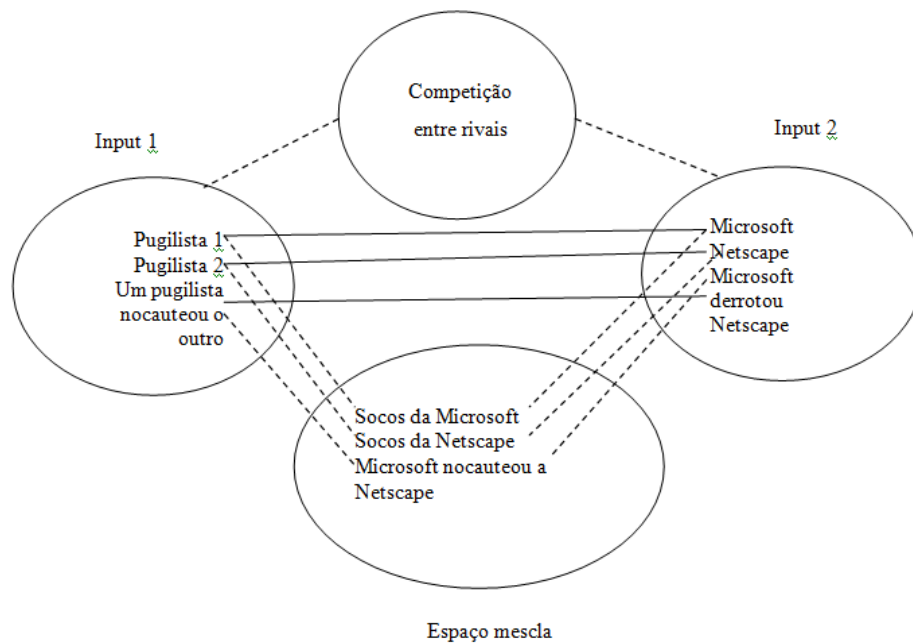 Competição
entre rivais
Input 1
Input 2
Pugilista 1
Pugilista 2
Um pugilista
nocauteou o
outro
Microsoft
Netscape
Microsoft
derrotou
Netscape
Socos da Microsoft
Socos da Netscape
Microsoft nocauteou a
Netscape
Espaço mescla